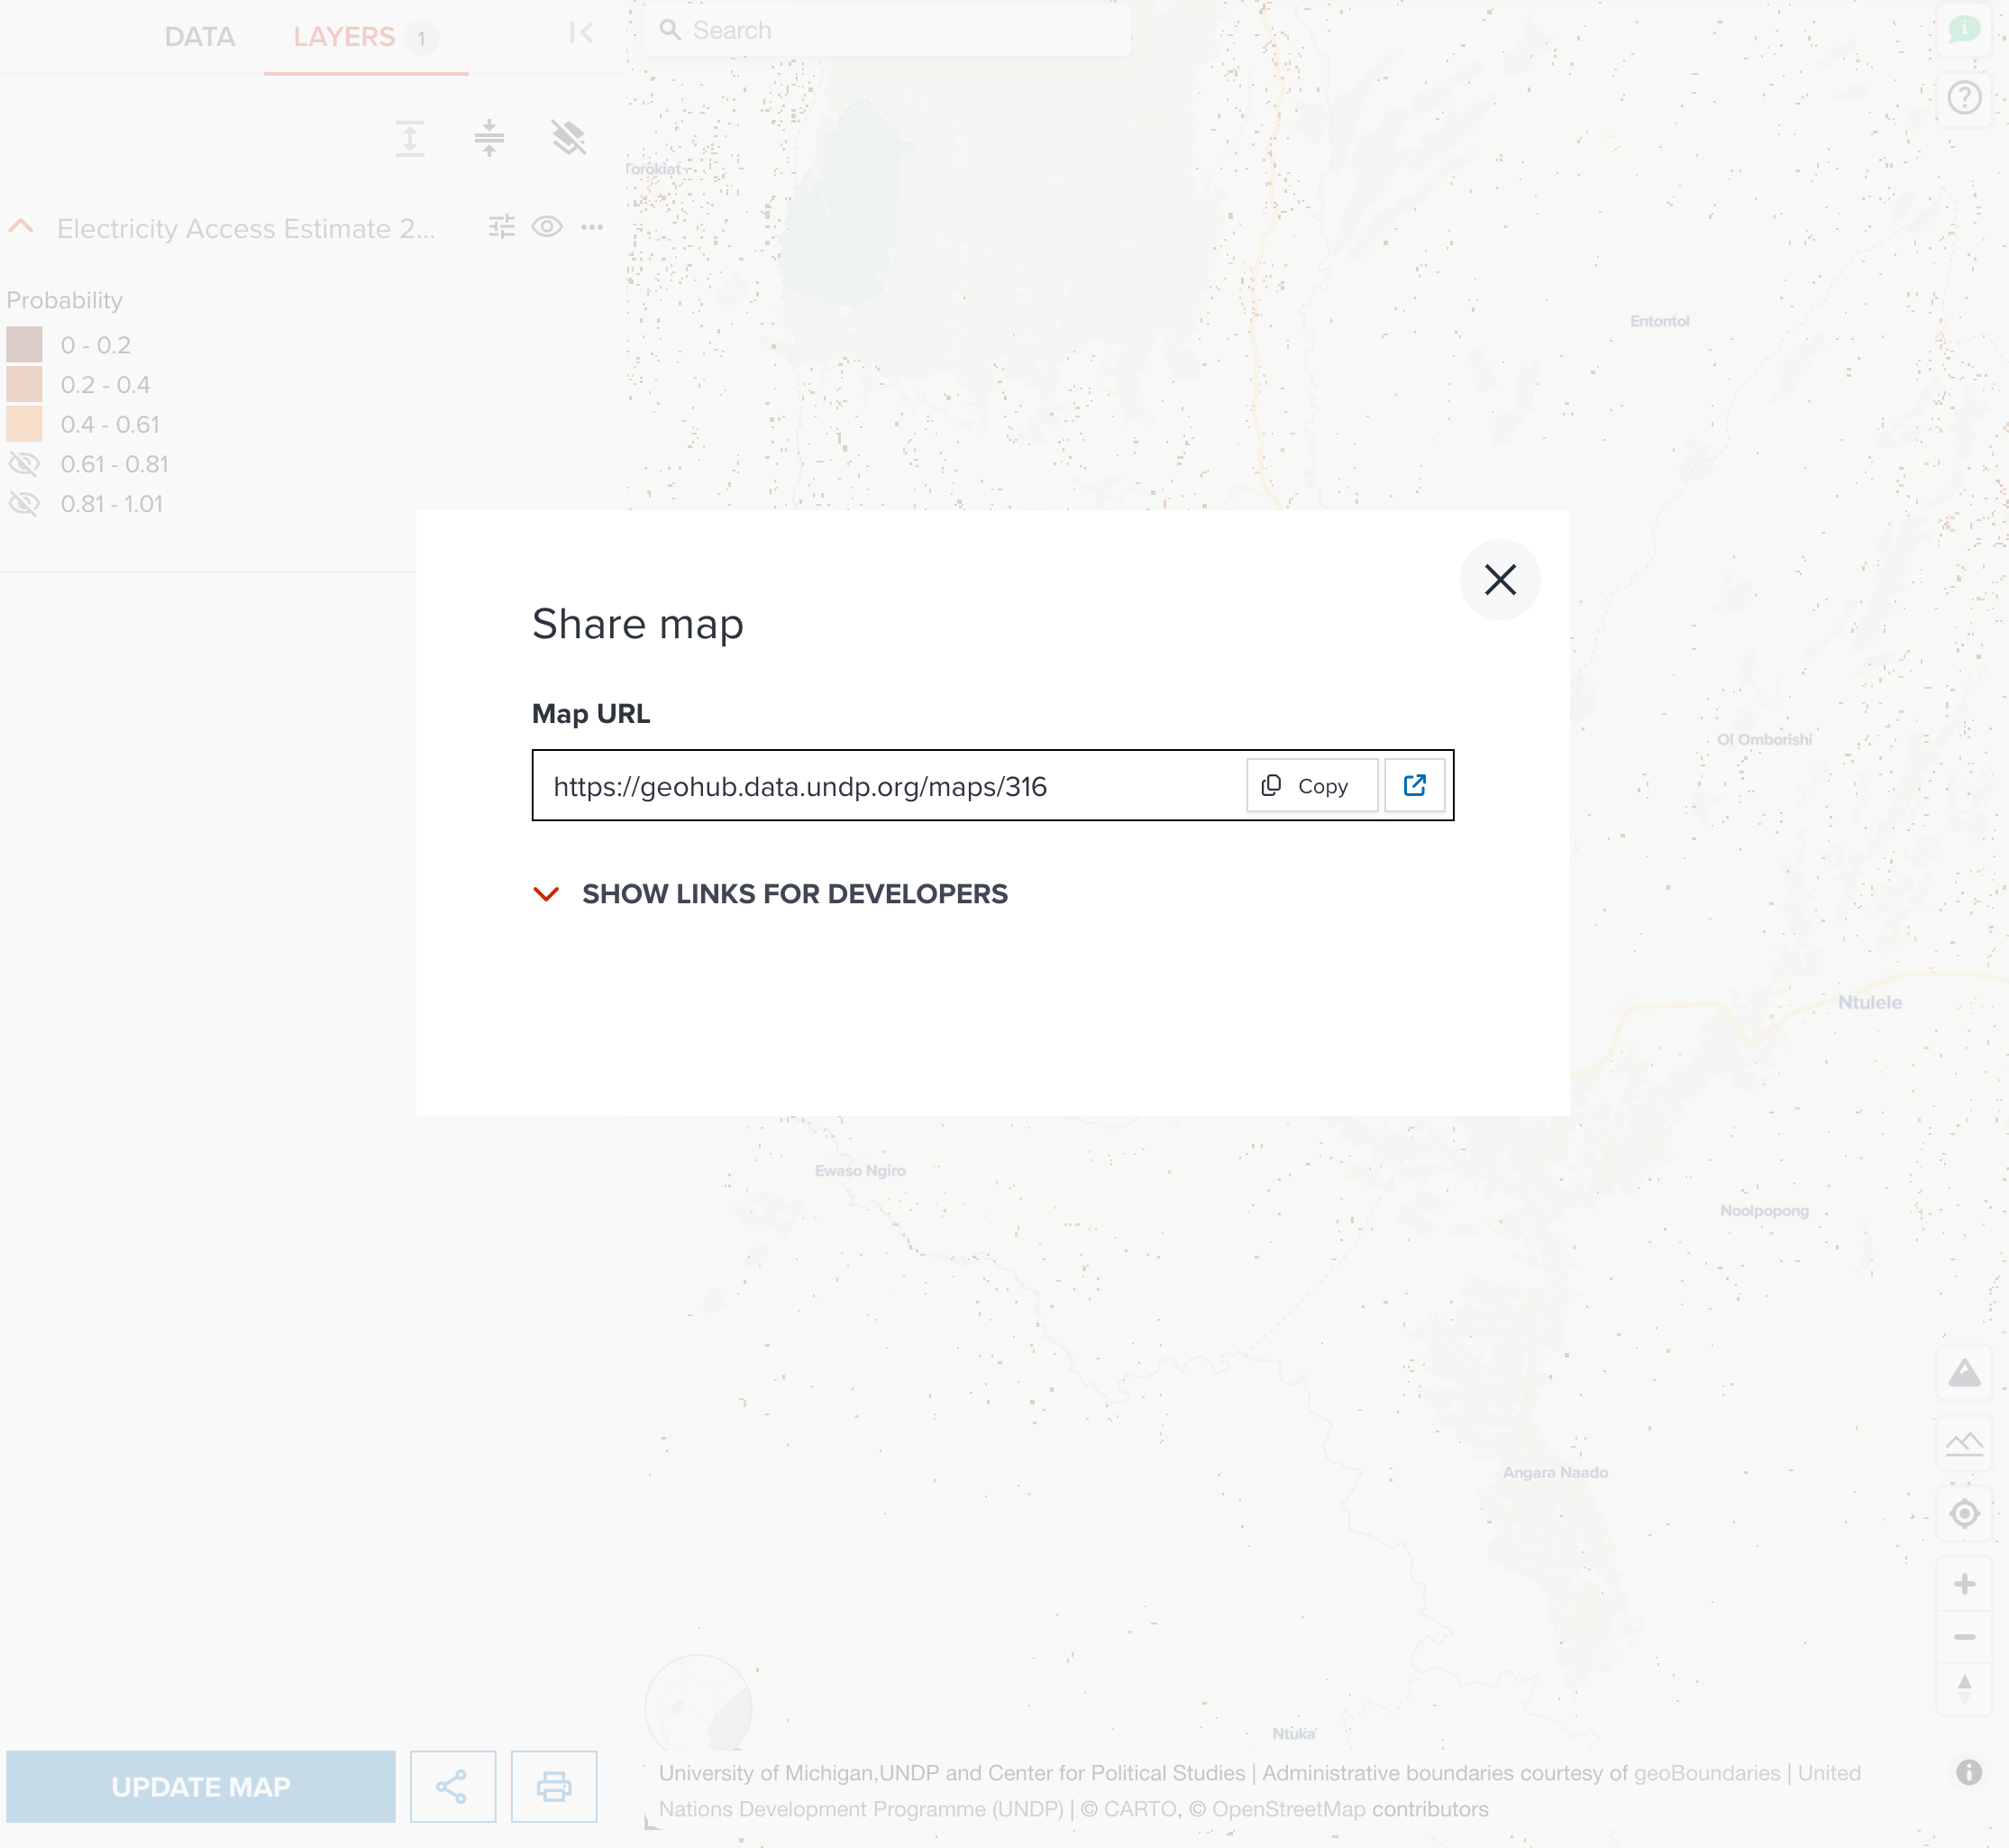 DATA
LAYERS 1
Search
Torokiat
Electricity Access Estimate 2...
Probability
0 - 0.2
0.2 - 0.4
0.4 - 0.61
0.61 - 0.81
0.81 - 1.01
Entontol
Share map
Map URL
https://geohub.data.undp.org/maps/316
Copy
SHOW LINKS FOR DEVELOPERS
Ol Omborishi
Ntulele
Ewaso Ngiro
Noolpopong
Angara Naado
Ntuka
UPDATE MAP
University of Michigan,UNDP and Center for Political Studies | Administrative boundaries courtesy of geoBoundaries | United
Nations Development Programme (UNDP) | © CARTO, © OpenStreetMap contributors